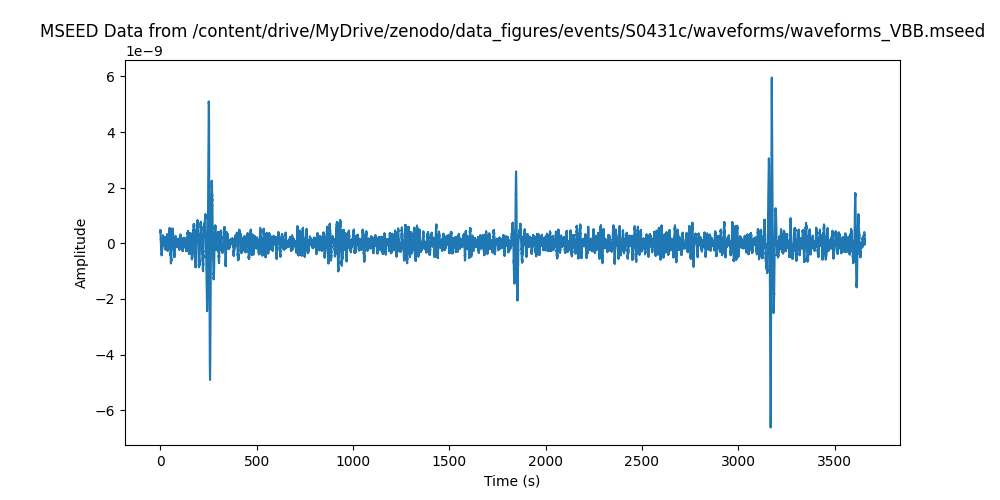 MSEED Data from /content/drive/MyDrive/zenodo/data_figures/events/S0431c/waveforms/waveforms_VBB.mseed
1e−9
6
4
2
0
−2
−4
−6
Amplitude
0 500 1000 1500 2000 2500 3000 3500
Time (s)